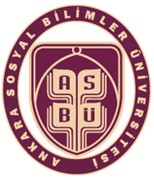 ANKARA SOSYAL BİLİMLER ÜNİVERSİTESİ
AS
BÜ